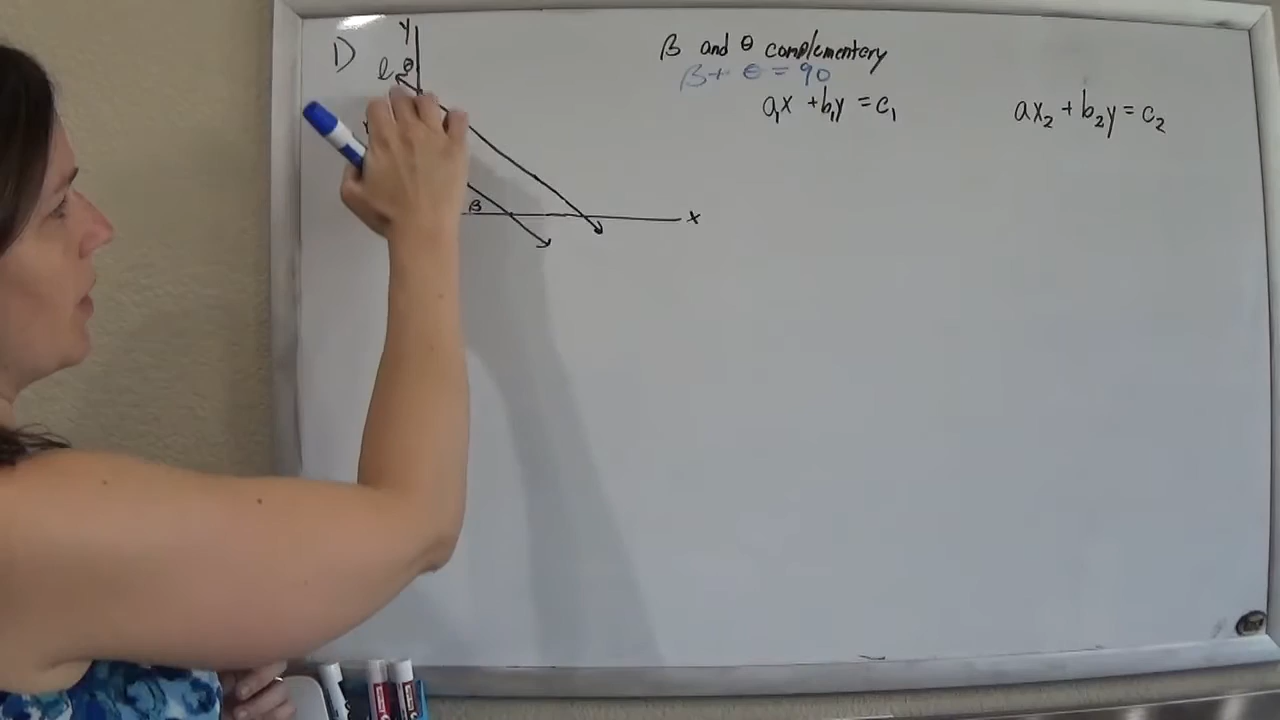 1)
y
l θ
β
x
β and θ complementary
β + θ = 90
a₁x + b₁y = c₁
ax₂ + b₂y = c₂